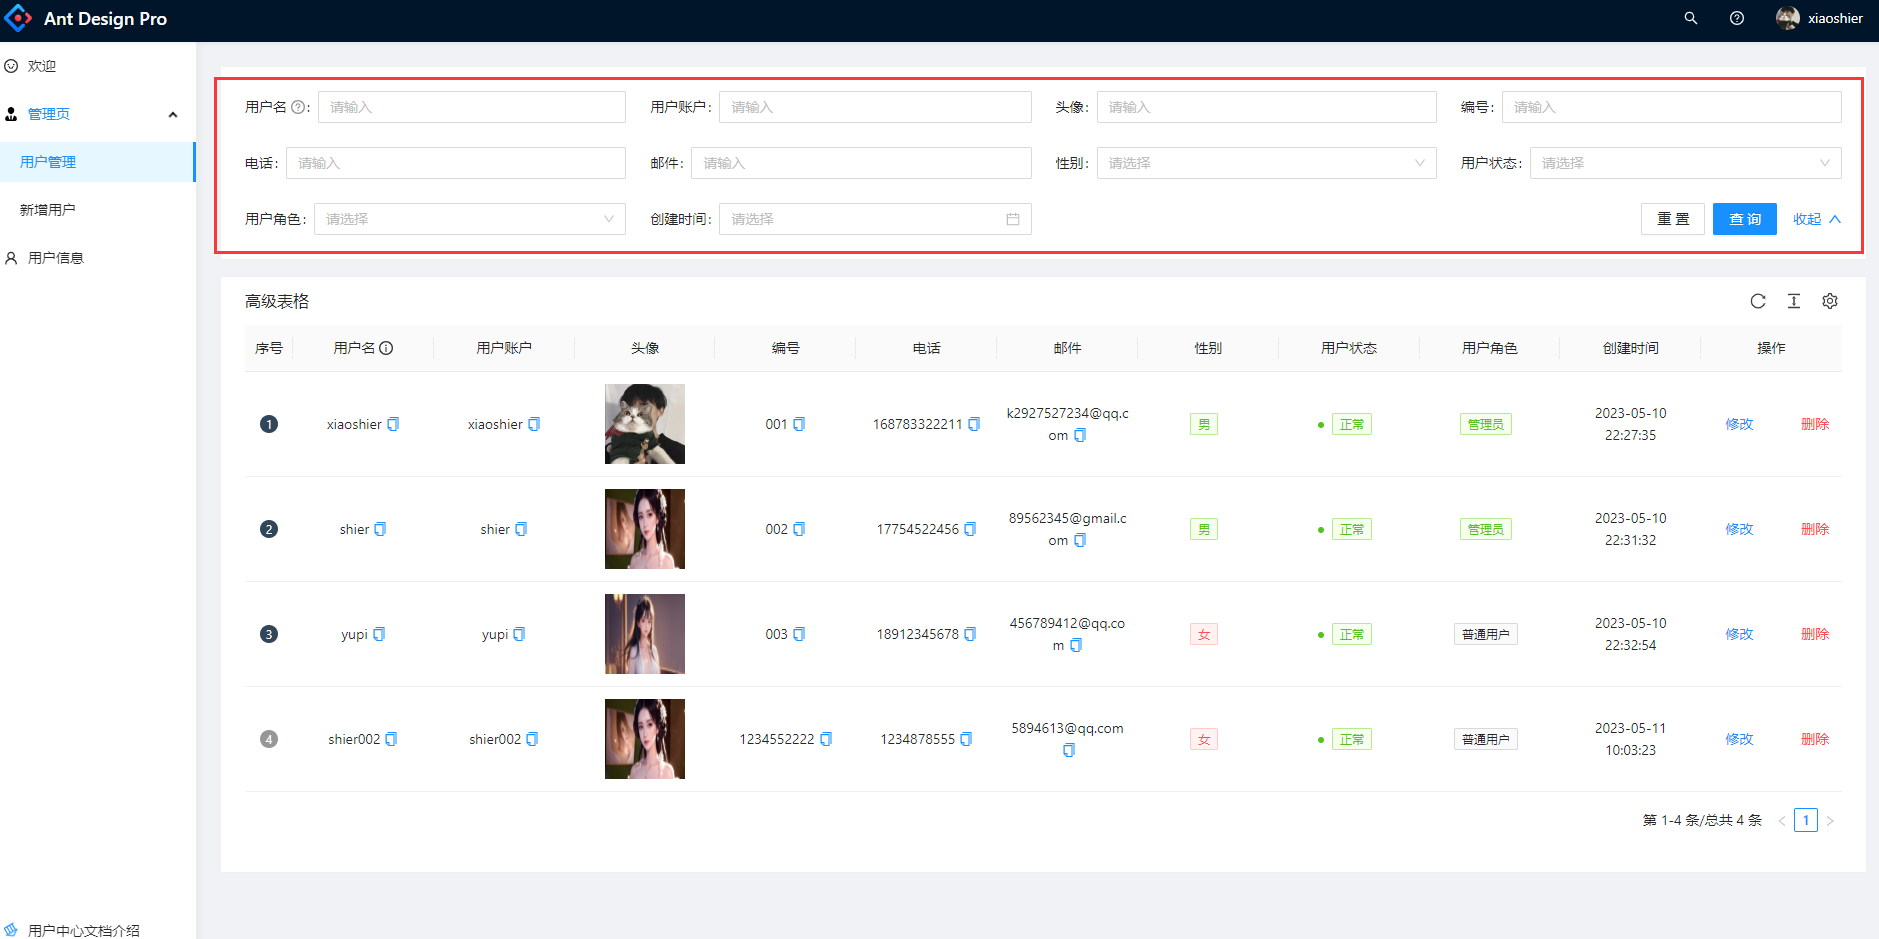 Ant Design Pro
xiaoshier
欢迎
管理页
用户管理
新增用户
用户信息
用户中心文档介绍
用户名 : 请输入 用户账户: 请输入 头像: 请输入 编号: 请输入
电话: 请输入 邮件: 请输入 性别: 请选择 用户状态: 请选择
用户角色: 请选择 创建时间: 请选择 重 置 查 询 收起
高级表格
序号 用户名 用户账户 头像 编号 电话 邮件 性别 用户状态 用户角色 创建时间 操作
1 xiaoshier xiaoshier 001 168783322211 k2927527234@qq.c 男 正常 管理员 2023-05-10 修改 删除
om 22:27:35
2 shier shier 002 17754522456 89562345@gmail.c 男 正常 管理员 2023-05-10 修改 删除
om 22:31:32
3 yupi yupi 003 18912345678 456789412@qq.co 女 正常 普通用户 2023-05-10 修改 删除
m 22:32:54
4 shier002 shier002 1234552222 1234878555 5894613@qq.com 女 正常 普通用户 2023-05-11 修改 删除
10:03:23
第 1-4 条/总共 4 条 < 1 >